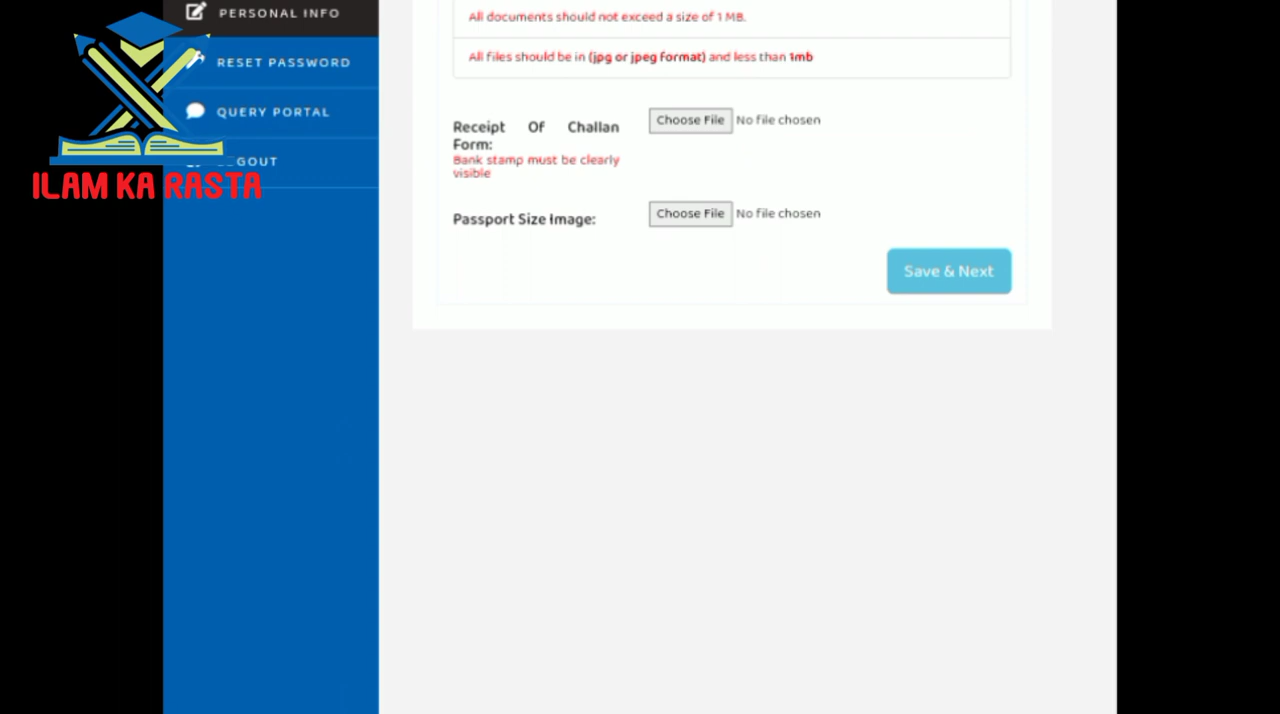 PERSONAL INFO
RESET PASSWORD
QUERY PORTAL
LOGOUT
ILAM KA RASTA
All documents should not exceed a size of 1 MB.
All files should be in (jpg or jpeg format) and less than 1mb
Receipt Of Challan
Form:
Bank stamp must be clearly
visible
Choose File No file chosen
Passport Size Image:
Choose File No file chosen
Save & Next